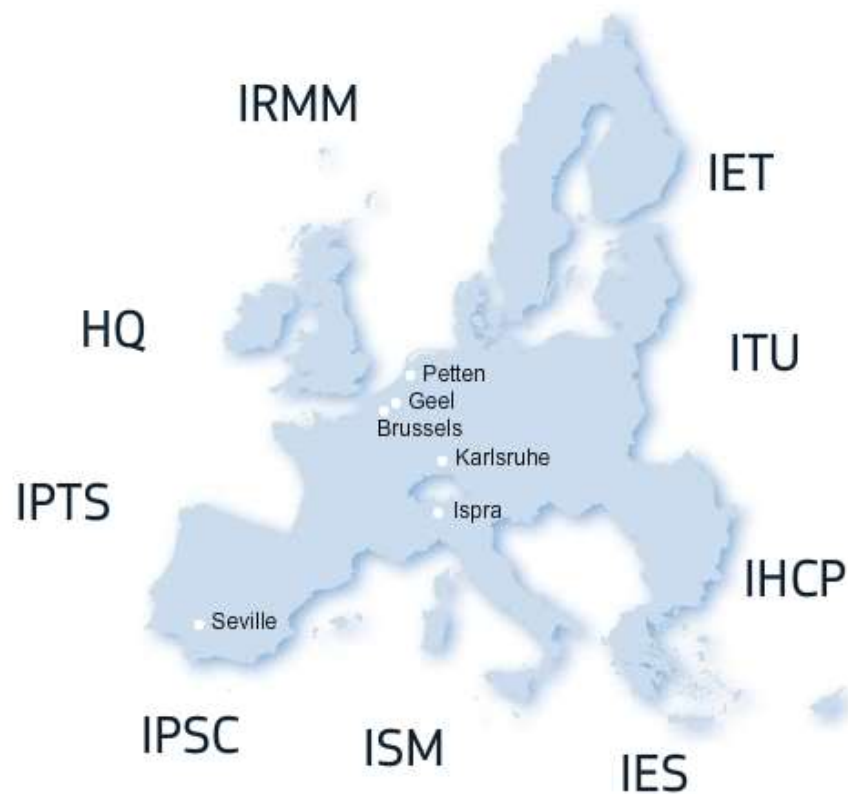 IRMM
IET
HQ
ITU
Petten
Geel
Brussels
Karlsruhe
IPTS
Ispra
IHCP
Seville
IPSC
ISM
IES